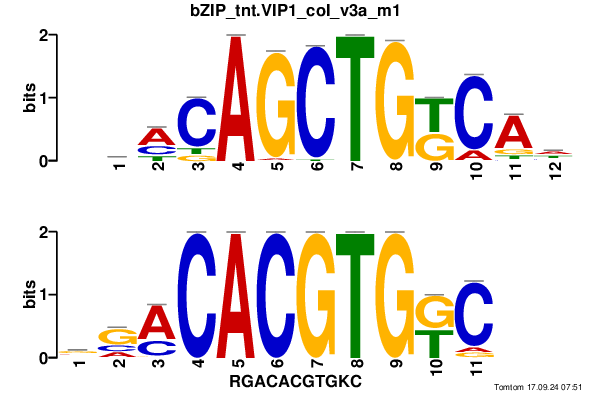 bZIP_tnt.VIP1_col_v3a_m1
2
bits
1
0
ACAGCTGTCA
1 2 3 4 5 6 7 8 9 10 11 12
2
bits
1
0
GACACGTGGC
1 2 3 4 5 6 7 8 9 10 11
RGACACGTGKC
Tomtom 17.09.24 07:51